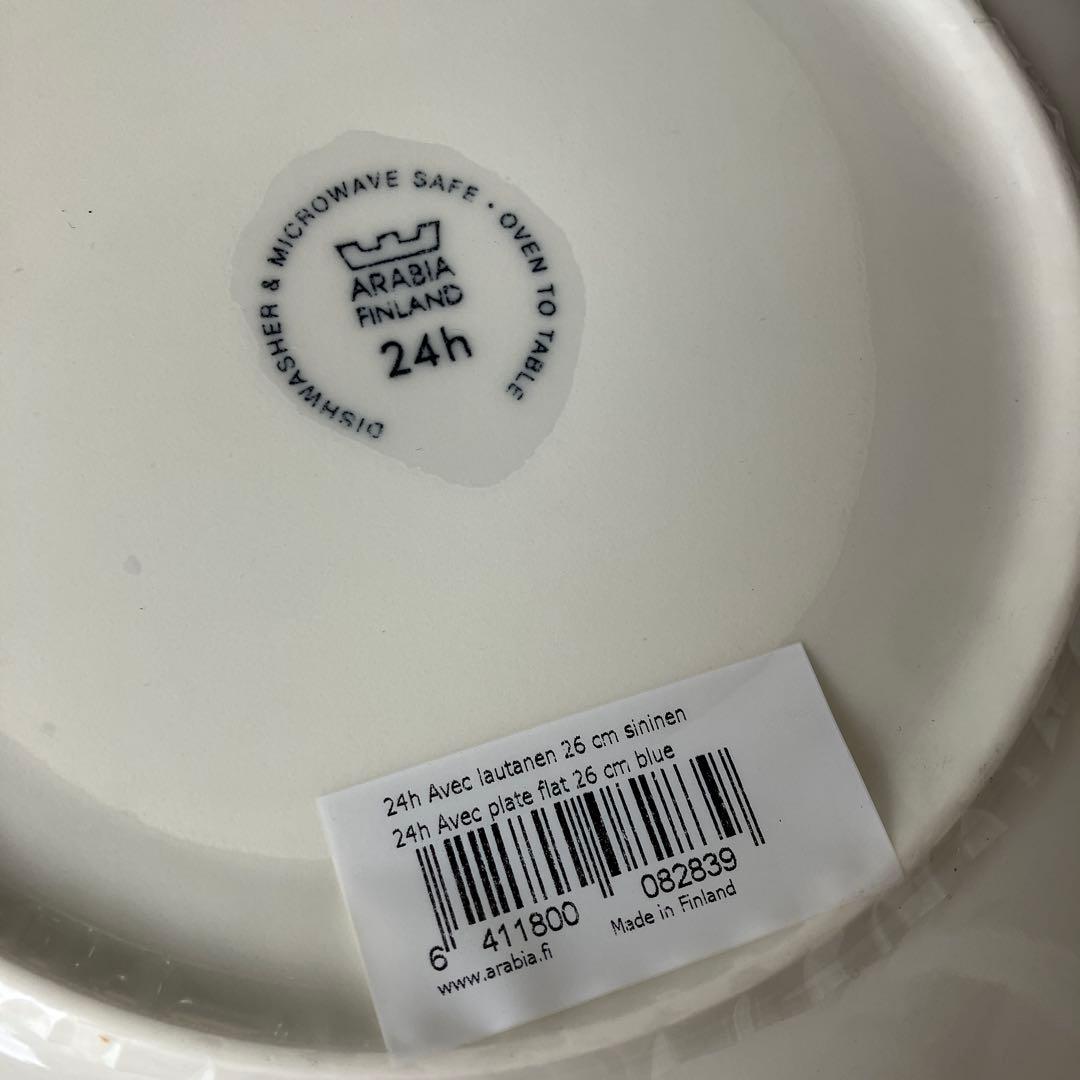 DISHWASHER & MICROWAVE SAFE · OVEN TO TABLE
ARABIA
FINLAND
24h
24h Avec lautanen 26 cm sininen
24h Avec plate flat 26 cm blue
6 411800 082839
www.arabia.fi Made in Finland